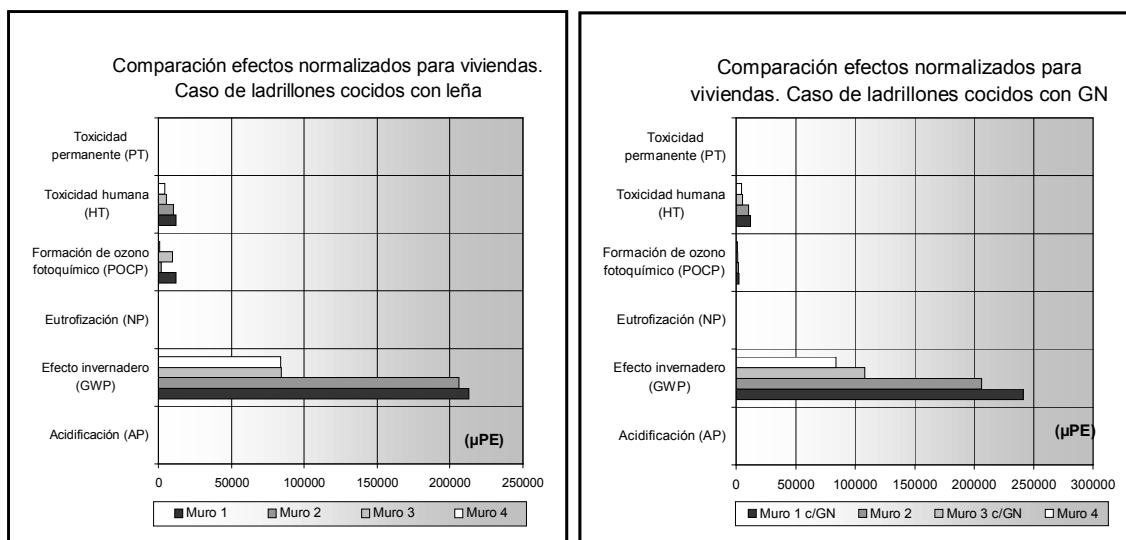 Comparación efectos normalizados para viviendas.
Caso de ladrillones cocidos con leña
Toxicidad
permanente (PT)
Toxicidad humana
(HT)
Formación de ozono
fotoquímico (POCP)
Eutrofización (NP)
Efecto invernadero
(GWP)
Acidificación (AP)
(µPE)
0 50000 100000 150000 200000 250000
Muro 1 Muro 2 Muro 3 Muro 4
Comparación efectos normalizados para
viviendas. Caso de ladrillones cocidos con GN
Toxicidad
permanente (PT)
Toxicidad humana
(HT)
Formación de ozono
fotoquímico (POCP)
Eutrofización (NP)
Efecto invernadero
(GWP)
Acidificación (AP)
(µPE)
0 50000 100000 150000 200000 250000 300000
Muro 1 c/GN Muro 2 Muro 3 c/GN Muro 4